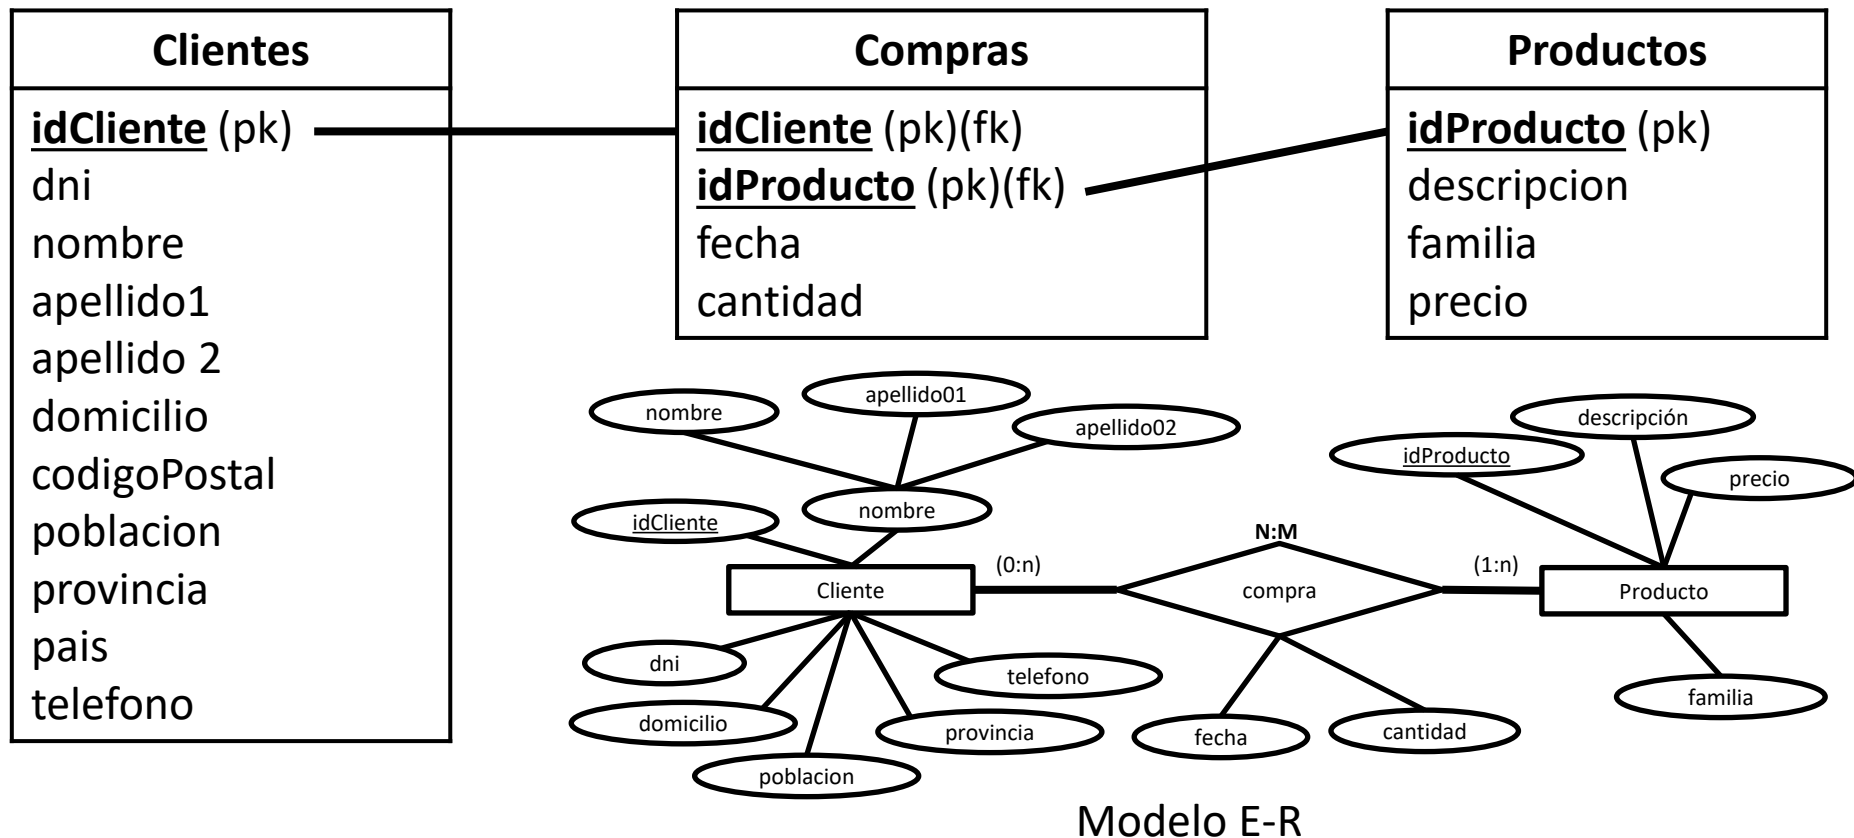 Clientes
idCliente (pk)
dni
nombre
apellido1
apellido 2
domicilio
codigoPostal
poblacion
provincia
pais
telefono
Compras
idCliente (pk)(fk)
idProducto (pk)(fk)
fecha
cantidad
Productos
idProducto (pk)
descripcion
familia
precio
nombre
apellido01
apellido02
idCliente
nombre
Cliente
dni
domicilio
poblacion
provincia
telefono
(0:n)
N:M
compra
(1:n)
fecha
cantidad
idProducto
descripción
precio
Producto
familia
Modelo E-R